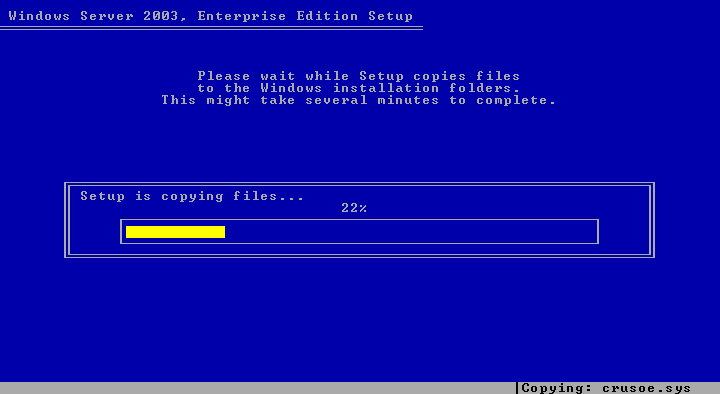 Windows Server 2003, Enterprise Edition Setup
Please wait while Setup copies files
to the Windows installation folders.
This might take several minutes to complete.
Setup is copying files...
22%
Copying: crusoe.sys